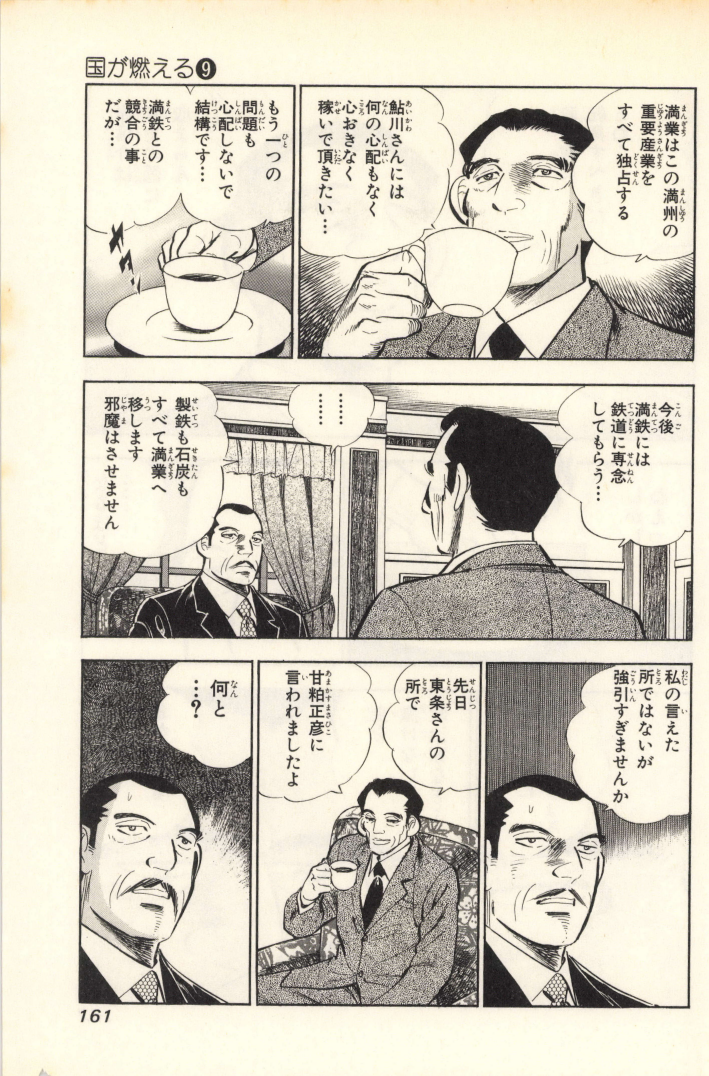 国が燃える❾
満業はこの満州の
重要産業を
すべて独占する
鮎川さんには
何の心配もなく
心おきなく
稼いで頂きたい…
もう一つの
問題も
心配しないで
結構です…
満鉄との
競合の事
だが…
カチャ
今後
満鉄には
鉄道に専念
してもらう…
……
……
製鉄も石炭も
すべて満業へ
移します
邪魔はさせません
私の言えた
所ではないが
強引すぎませんか
先日
東条さんの
所で
甘粕正彦に
言われましたよ
何と
…?
161